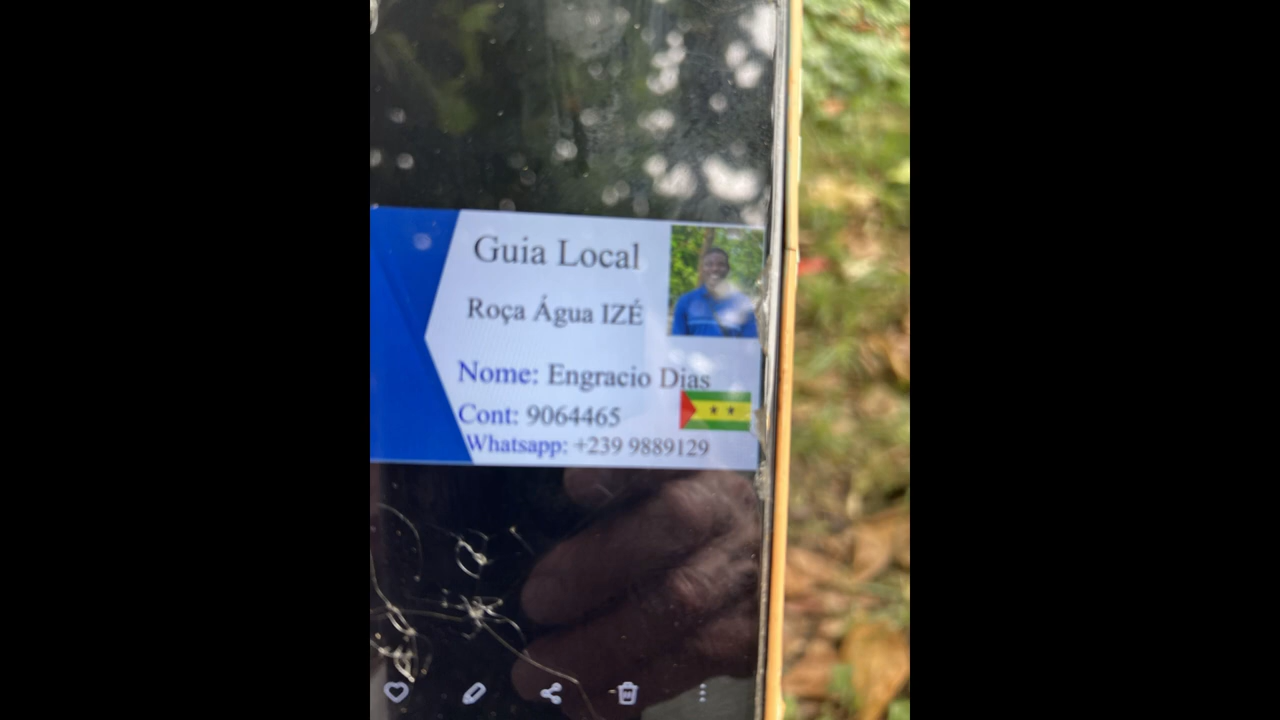 Guia Local
Roça Água IZÉ
Nome: Engracio Dias
Cont: 9064465
Whatsapp: +239 9889129